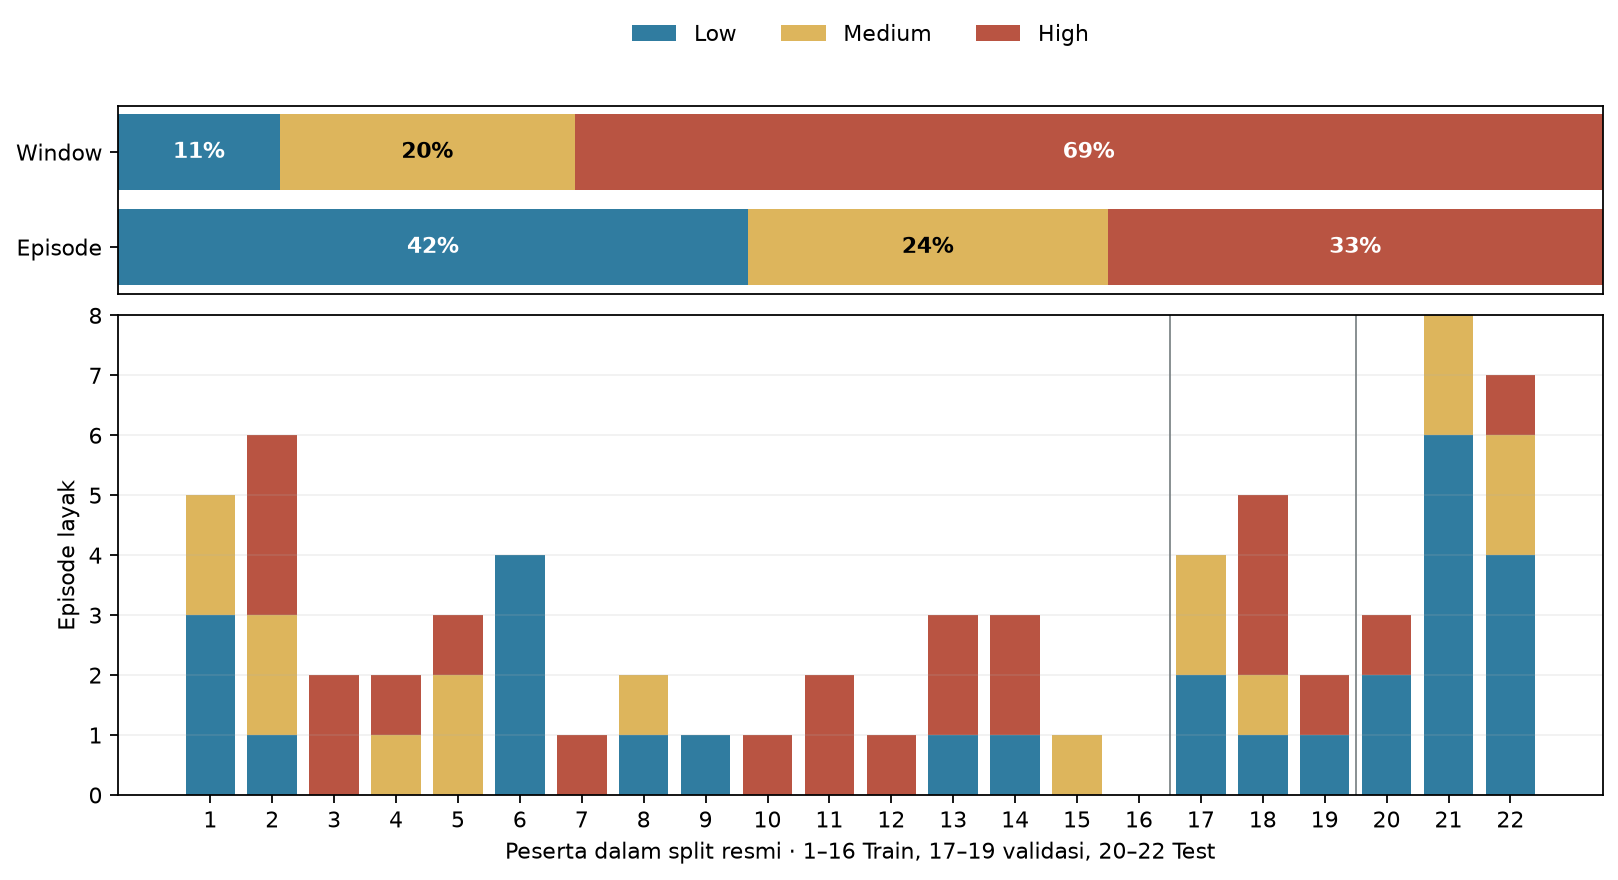 Low Medium High
Window 11% 20% 69%
Episode 42% 24% 33%
8
7
6
5
4
3
2
1
0
Episode layak
1 2 3 4 5 6 7 8 9 10 11 12 13 14 15 16 17 18 19 20 21 22
Peserta dalam split resmi · 1–16 Train, 17–19 validasi, 20–22 Test